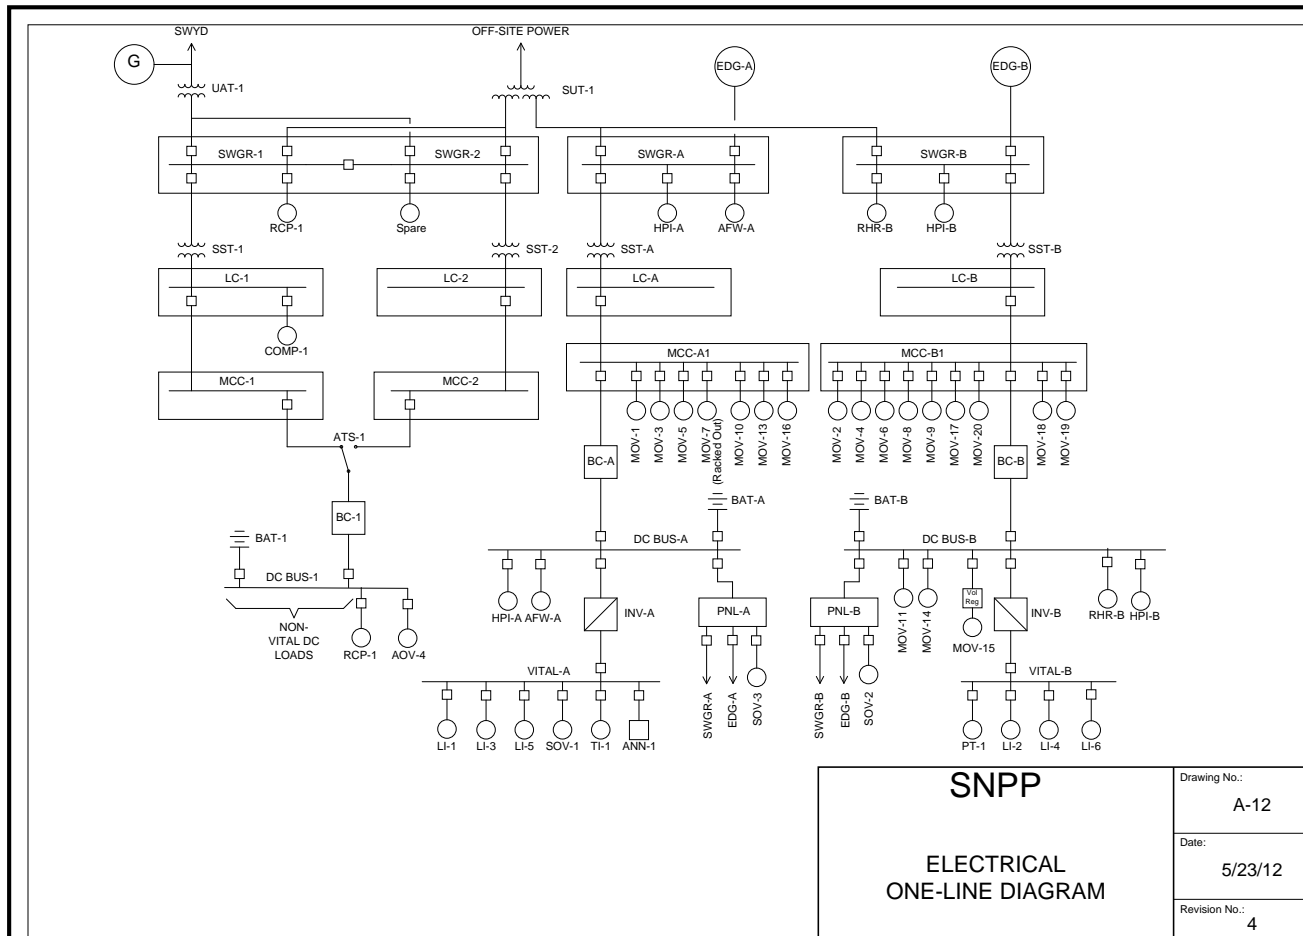 SWYD
OFF-SITE POWER
G
EDG-A
EDG-B
UAT-1
SUT-1
SWGR-1
SWGR-2
SWGR-A
SWGR-B
RCP-1
Spare
HPI-A
AFW-A
RHR-B
HPI-B
SST-1
SST-2
SST-A
SST-B
LC-1
LC-2
LC-A
LC-B
COMP-1
MCC-1
MCC-2
MCC-A1
MCC-B1
MOV-1
MOV-3
MOV-5
MOV-7
(Racked Out)
MOV-10
MOV-13
MOV-16
MOV-2
MOV-4
MOV-6
MOV-8
MOV-9
MOV-17
MOV-20
MOV-18
MOV-19
ATS-1
BC-A
BC-B
BC-1
BAT-1
BAT-A
BAT-B
DC BUS-1
DC BUS-A
DC BUS-B
NON-
VITAL DC
LOADS
RCP-1
AOV-4
HPI-A
AFW-A
INV-A
PNL-A
PNL-B
MOV-11
MOV-14
Vol
Reg
MOV-15
INV-B
RHR-B
HPI-B
VITAL-A
VITAL-B
SWGR-A
EDG-A
SOV-3
SWGR-B
EDG-B
SOV-2
LI-1
LI-3
LI-5
SOV-1
TI-1
ANN-1
PT-1
LI-2
LI-4
LI-6
SNPP
ELECTRICAL
ONE-LINE DIAGRAM
Drawing No.:
A-12
Date:
5/23/12
Revision No.:
4